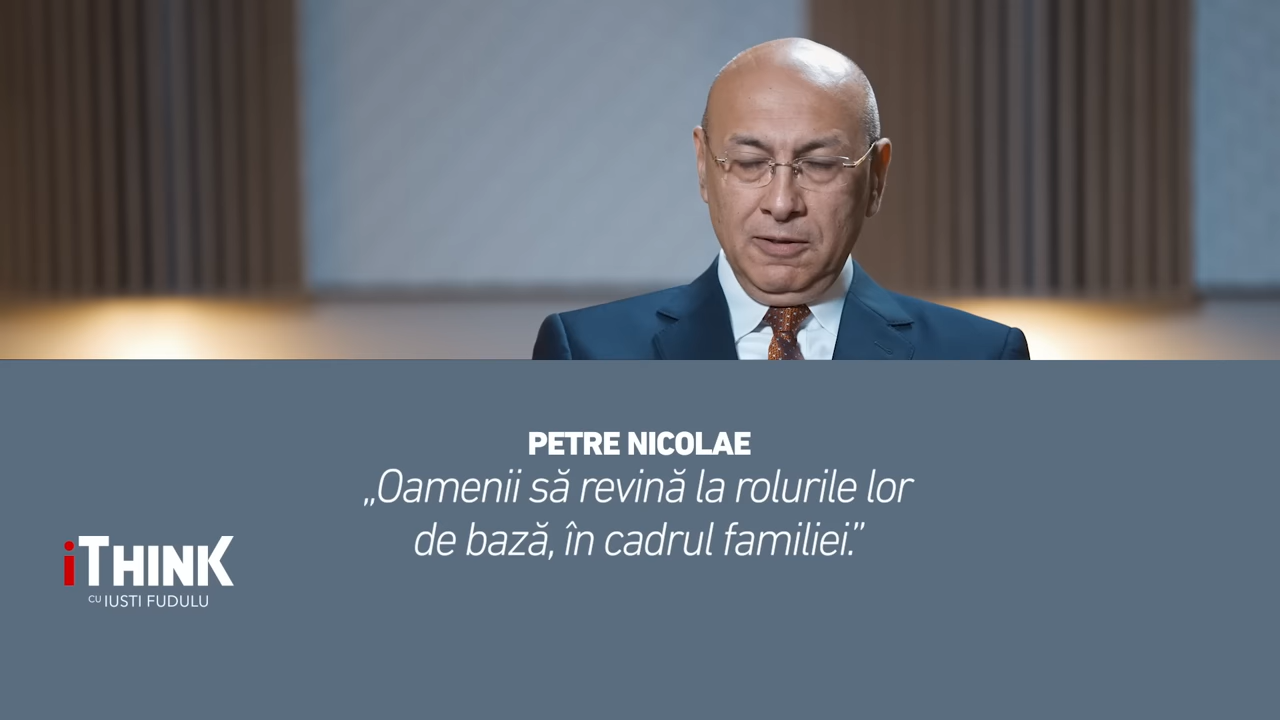 PETRE NICOLAE
„Oamenii să revină la rolurile lor
de bază, în cadrul familiei.”
iTHINK
CU IUSTI FUDULU